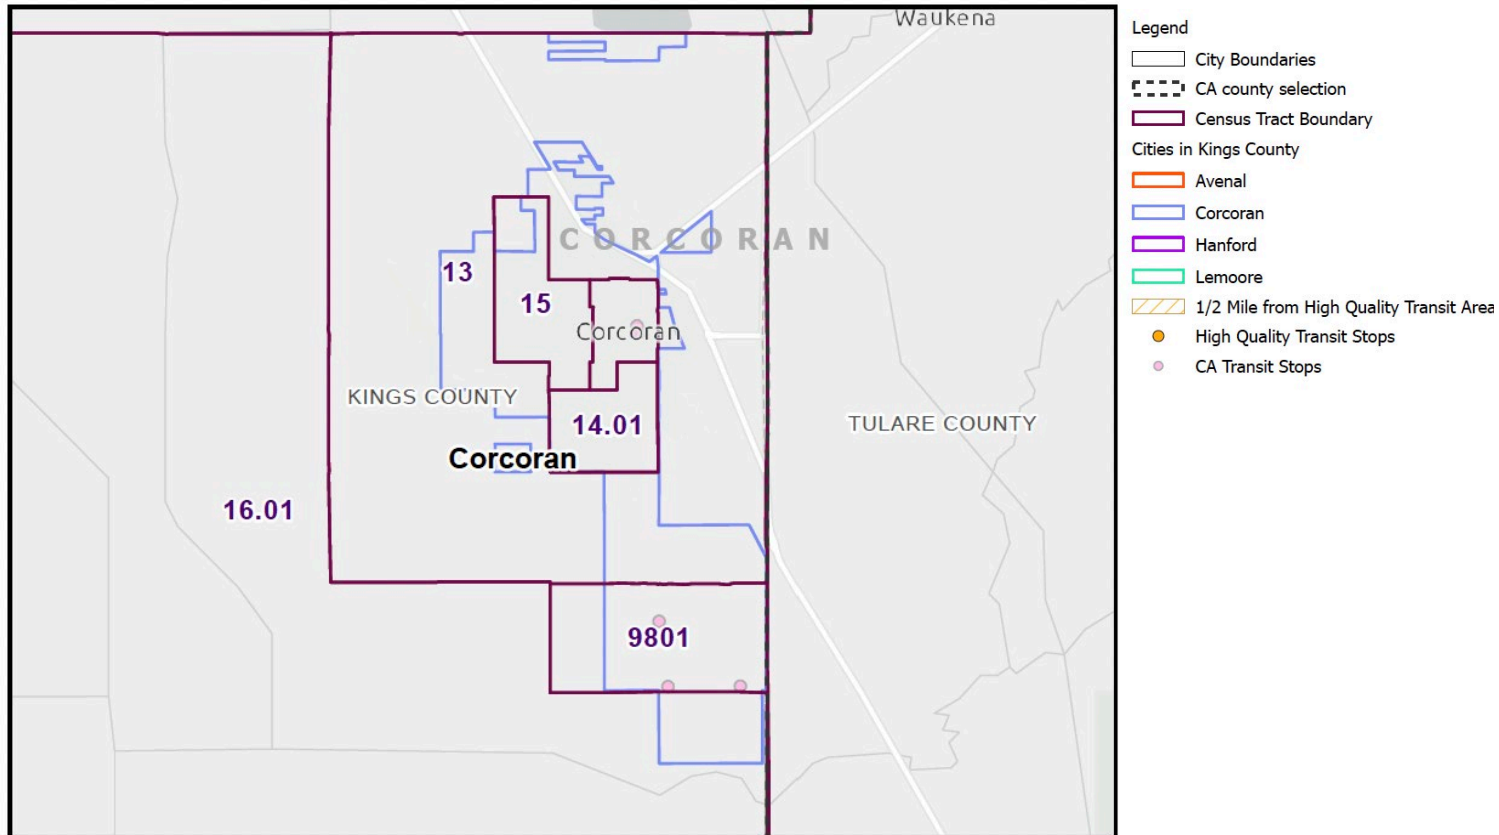 Waukena
CORCORAN
13
15
Corcoran
KINGS COUNTY
14.01
TULARE COUNTY
Corcoran
16.01
9801
Legend
City Boundaries
CA county selection
Census Tract Boundary
Cities in Kings County
Avenal
Corcoran
Hanford
Lemoore
1/2 Mile from High Quality Transit Area
High Quality Transit Stops
CA Transit Stops